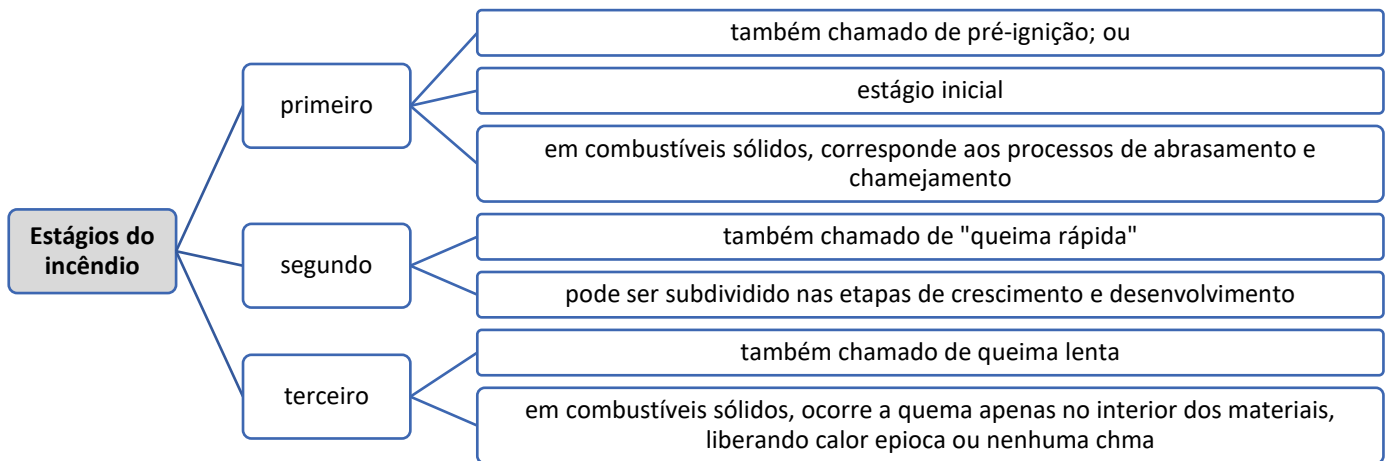 Estágios do
incêndio
primeiro
também chamado de pré-ignição; ou
estágio inicial
em combustíveis sólidos, corresponde aos processos de abrasamento e
chamejamento
segundo
também chamado de "queima rápida"
pode ser subdividido nas etapas de crescimento e desenvolvimento
terceiro
também chamado de queima lenta
em combustíveis sólidos, ocorre a quema apenas no interior dos materiais,
liberando calor epioca ou nenhuma chma